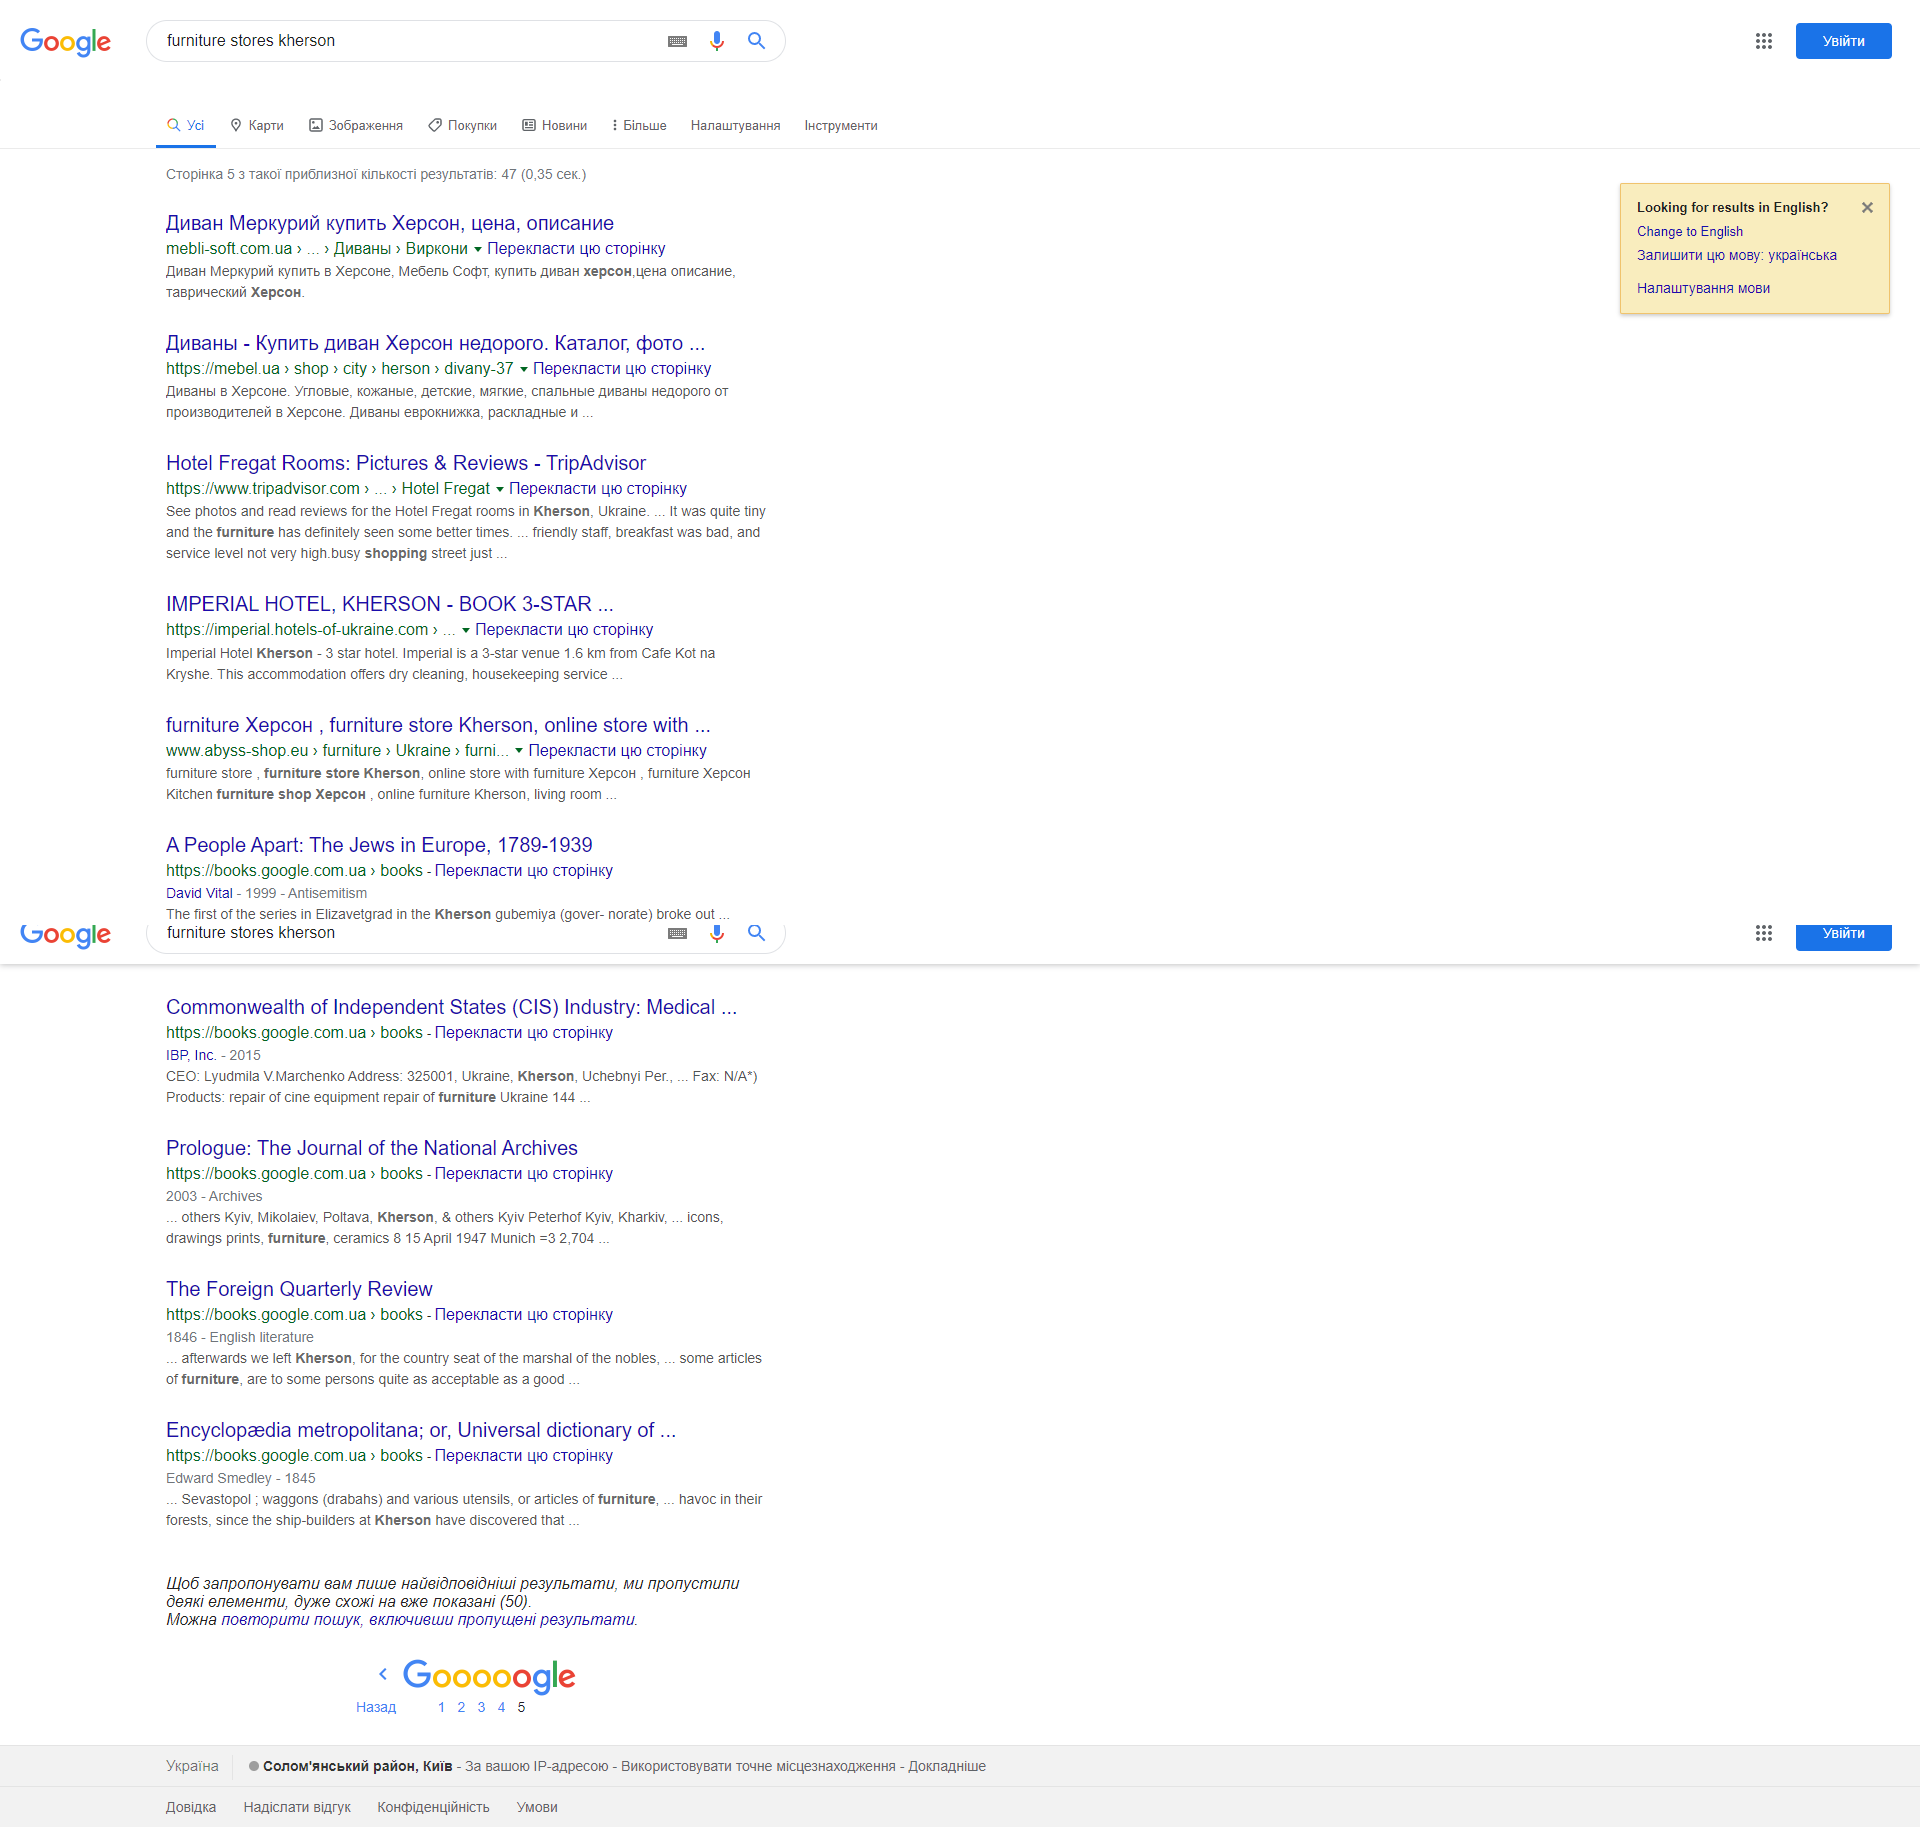 Google
furniture stores kherson
Увійти
Усі Карти Зображення Покупки Новини Більше Налаштування Інструменти
Сторінка 5 з такої приблизної кількості результатів: 47 (0,35 сек.)
Looking for results in English?
Change to English
Залишити цю мову: українська
Налаштування мови
Диван Меркурий купить Херсон, цена, описание
mebli-soft.com.ua › ... › Диваны › Виркони Перекласти цю сторінку
Диван Меркурий купить в Херсоне, Мебель Софт, купить диван херсон,цена описание,
таврический Херсон.
Диваны - Купить диван Херсон недорого. Каталог, фото ...
https://mebel.ua › shop › city › herson › divany-37 Перекласти цю сторінку
Диваны в Херсоне. Угловые, кожаные, детские, мягкие, спальные диваны недорого от
производителей в Херсоне. Диваны еврокнижка, раскладные и ...
Hotel Fregat Rooms: Pictures & Reviews - TripAdvisor
https://www.tripadvisor.com › ... › Hotel Fregat Перекласти цю сторінку
See photos and read reviews for the Hotel Fregat rooms in Kherson, Ukraine. ... It was quite tiny
and the furniture has definitely seen some better times. ... friendly staff, breakfast was bad, and
service level not very high.busy shopping street just ...
IMPERIAL HOTEL, KHERSON - BOOK 3-STAR ...
https://imperial.hotels-of-ukraine.com › ... Перекласти цю сторінку
Imperial Hotel Kherson - 3 star hotel. Imperial is a 3-star venue 1.6 km from Cafe Kot na
Kryshe. This accommodation offers dry cleaning, housekeeping service ...
furniture Херсон , furniture store Kherson, online store with ...
www.abyss-shop.eu › furniture › Ukraine › furni... Перекласти цю сторінку
furniture store , furniture store Kherson, online store with furniture Херсон , furniture Херсон
Kitchen furniture shop Херсон , online furniture Kherson, living room ...
A People Apart: The Jews in Europe, 1789-1939
https://books.google.com.ua › books - Перекласти цю сторінку
David Vital - 1999 - Antisemitism
The first of the series in Elizavetgrad in the Kherson gubemiya (gover- norate) broke out ...
Google
furniture stores kherson
Увійти
Commonwealth of Independent States (CIS) Industry: Medical ...
https://books.google.com.ua › books - Перекласти цю сторінку
IBP, Inc. - 2015
CEO: Lyudmila V.Marchenko Address: 325001, Ukraine, Kherson, Uchebnyi Per., ... Fax: N/A*)
Products: repair of cine equipment repair of furniture Ukraine 144 ...
Prologue: The Journal of the National Archives
https://books.google.com.ua › books - Перекласти цю сторінку
2003 - Archives
... others Kyiv, Mikolaiev, Poltava, Kherson, & others Kyiv Peterhof Kyiv, Kharkiv, ... icons,
drawings prints, furniture, ceramics 8 15 April 1947 Munich =3 2,704 ...
The Foreign Quarterly Review
https://books.google.com.ua › books - Перекласти цю сторінку
1846 - English literature
... afterwards we left Kherson, for the country seat of the marshal of the nobles, ... some articles
of furniture, are to some persons quite as acceptable as a good ...
Encyclopædia metropolitana; or, Universal dictionary of ...
https://books.google.com.ua › books - Перекласти цю сторінку
Edward Smedley - 1845
... Sevastopol ; waggons (drabahs) and various utensils, or articles of furniture, ... havoc in their
forests, since the ship-builders at Kherson have discovered that ...
Щоб запропонувати вам лише найвідповідніші результати, ми пропустили
деякі елементи, дуже схожі на вже показані (50).
Можна повторити пошук, включивши пропущені результати.
Gooooogle
Назад 1 2 3 4 5
Україна Солом'янський район, Київ - За вашою IP-адресою - Використовувати точне місцезнаходження - Докладніше
Довідка Надіслати відгук Конфіденційність Умови